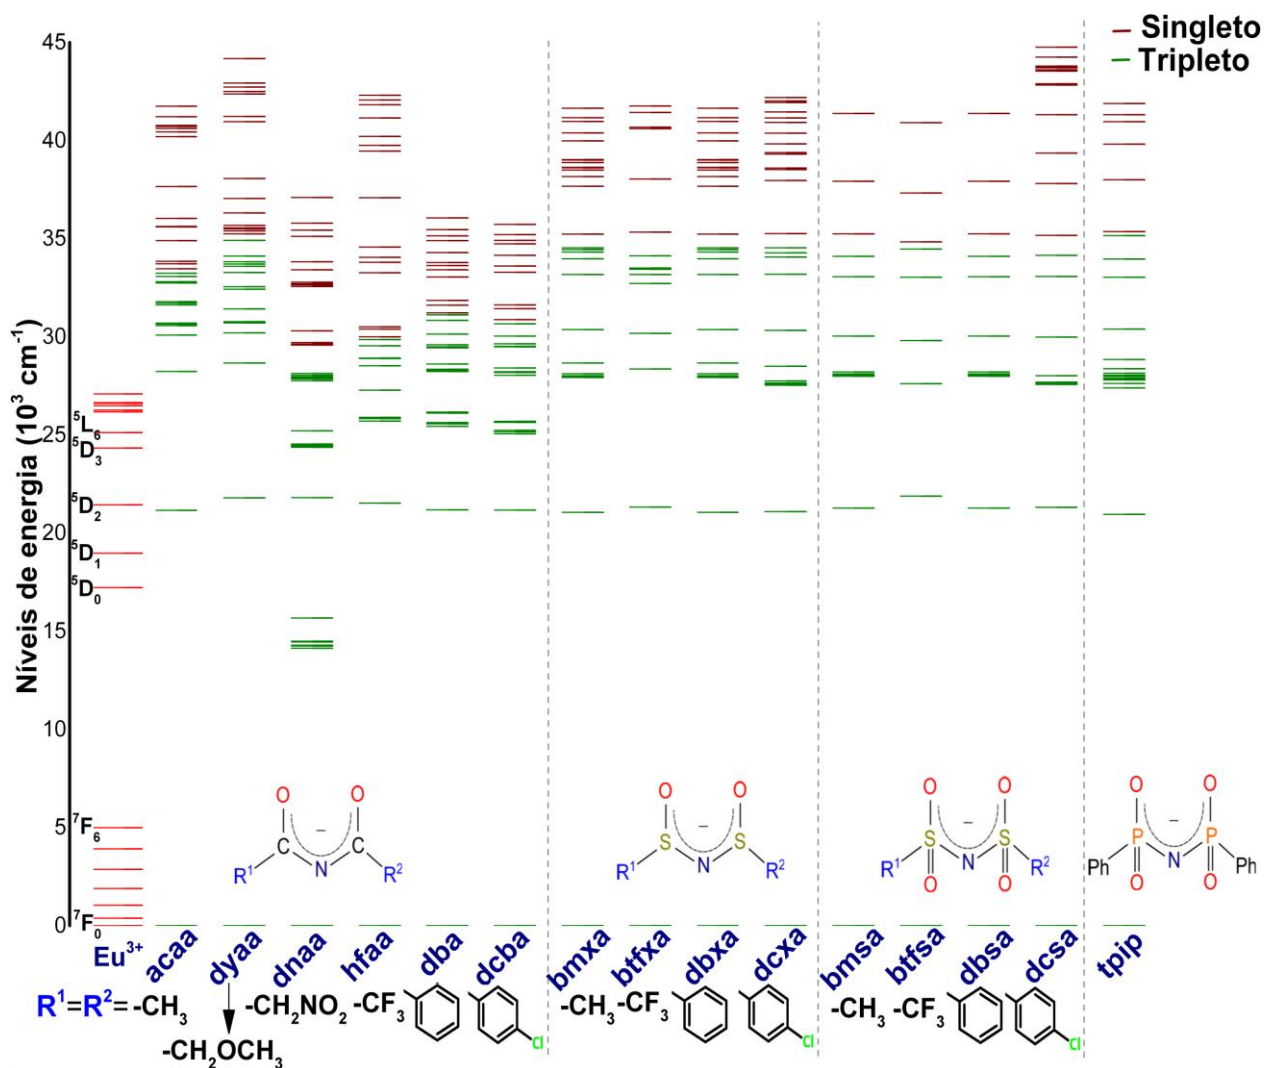 Singleto
Tripleto
Níveis de energia (10³ cm⁻¹)
45
40
35
30
25
20
15
10
5
0
⁵L₆
⁵D₃
⁵D₂
⁵D₁
⁵D₀
⁷F₆
⁷F₀
O O
C C
R¹ N R²
–
O O
S S
R¹ N R²
–
O O
S S
R¹ N R²
O O
–
O O
P P
Ph N Ph
O O
–
Eu³⁺ acaa dyaa dnaa hfaa dba dcba bmxa btfxa dbxa dcxa bmsa btfsa dbsa dcsa tpip
R¹=R²=-CH₃ -CH₂NO₂ -CF₃ -CH₃ -CF₃ -CH₃ -CF₃
Cl Cl Cl
-CH₂OCH₃